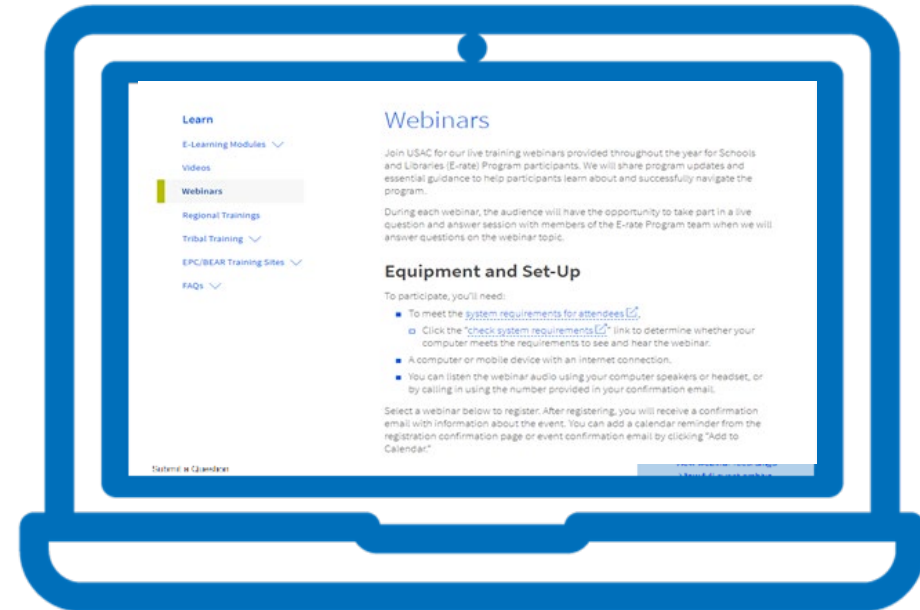 Learn
E-Learning Modules
Videos
Webinars
Regional Trainings
Tribal Training
EPC/BEAR Training Sites
FAQs
Webinars
Join USAC for our live training webinars provided throughout the year for Schools
and Libraries (E-rate) Program participants. We will share program updates and
essential guidance to help participants learn about and successfully navigate the
program.
During each webinar, the audience will have the opportunity to take part in a live
question and answer session with members of the E-rate Program team when we will
answer questions on the webinar topic.
Equipment and Set-Up
To participate, you'll need:
To meet the system requirements for attendees.
Click the "check system requirements" link to determine whether your
computer meets the requirements to see and hear the webinar.
A computer or mobile device with an internet connection.
You can listen the webinar audio using your computer speakers or headset, or
by calling in using the number provided in your confirmation email.
Select a webinar below to register. After registering, you will receive a confirmation
email with information about the event. You can add a calendar reminder from the
registration confirmation page or event confirmation email by clicking "Add to
Calendar."